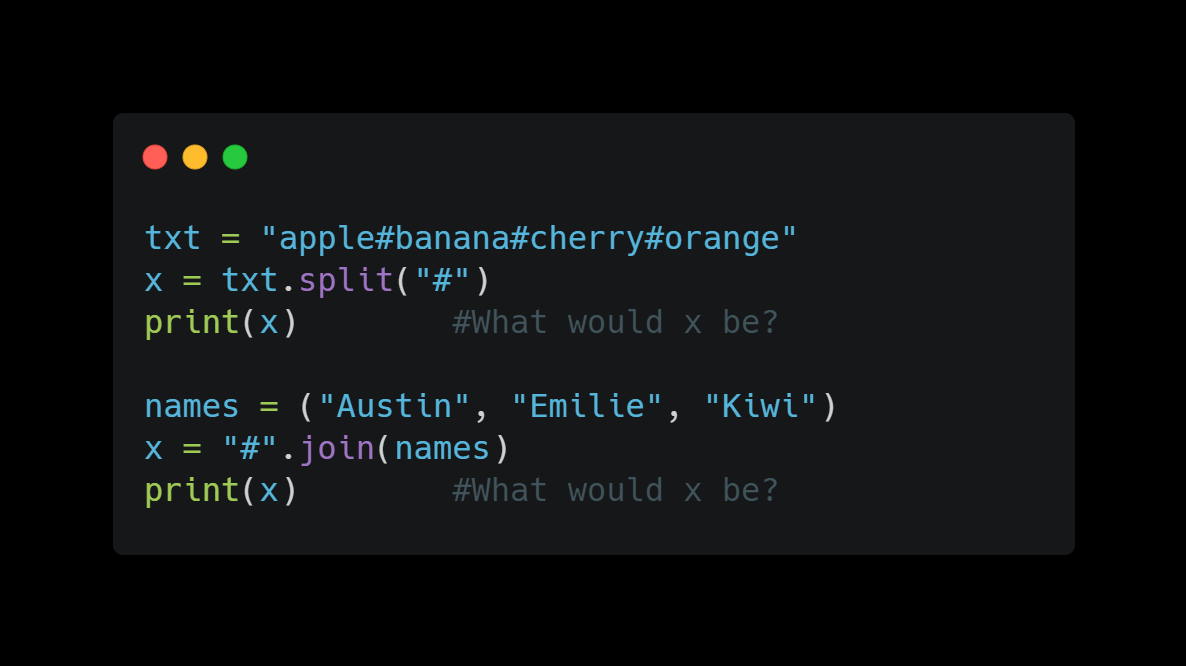 txt = "apple#banana#cherry#orange"
x = txt.split("#")
print(x)        #What would x be?
names = ("Austin", "Emilie", "Kiwi")
x = "#".join(names)
print(x)        #What would x be?